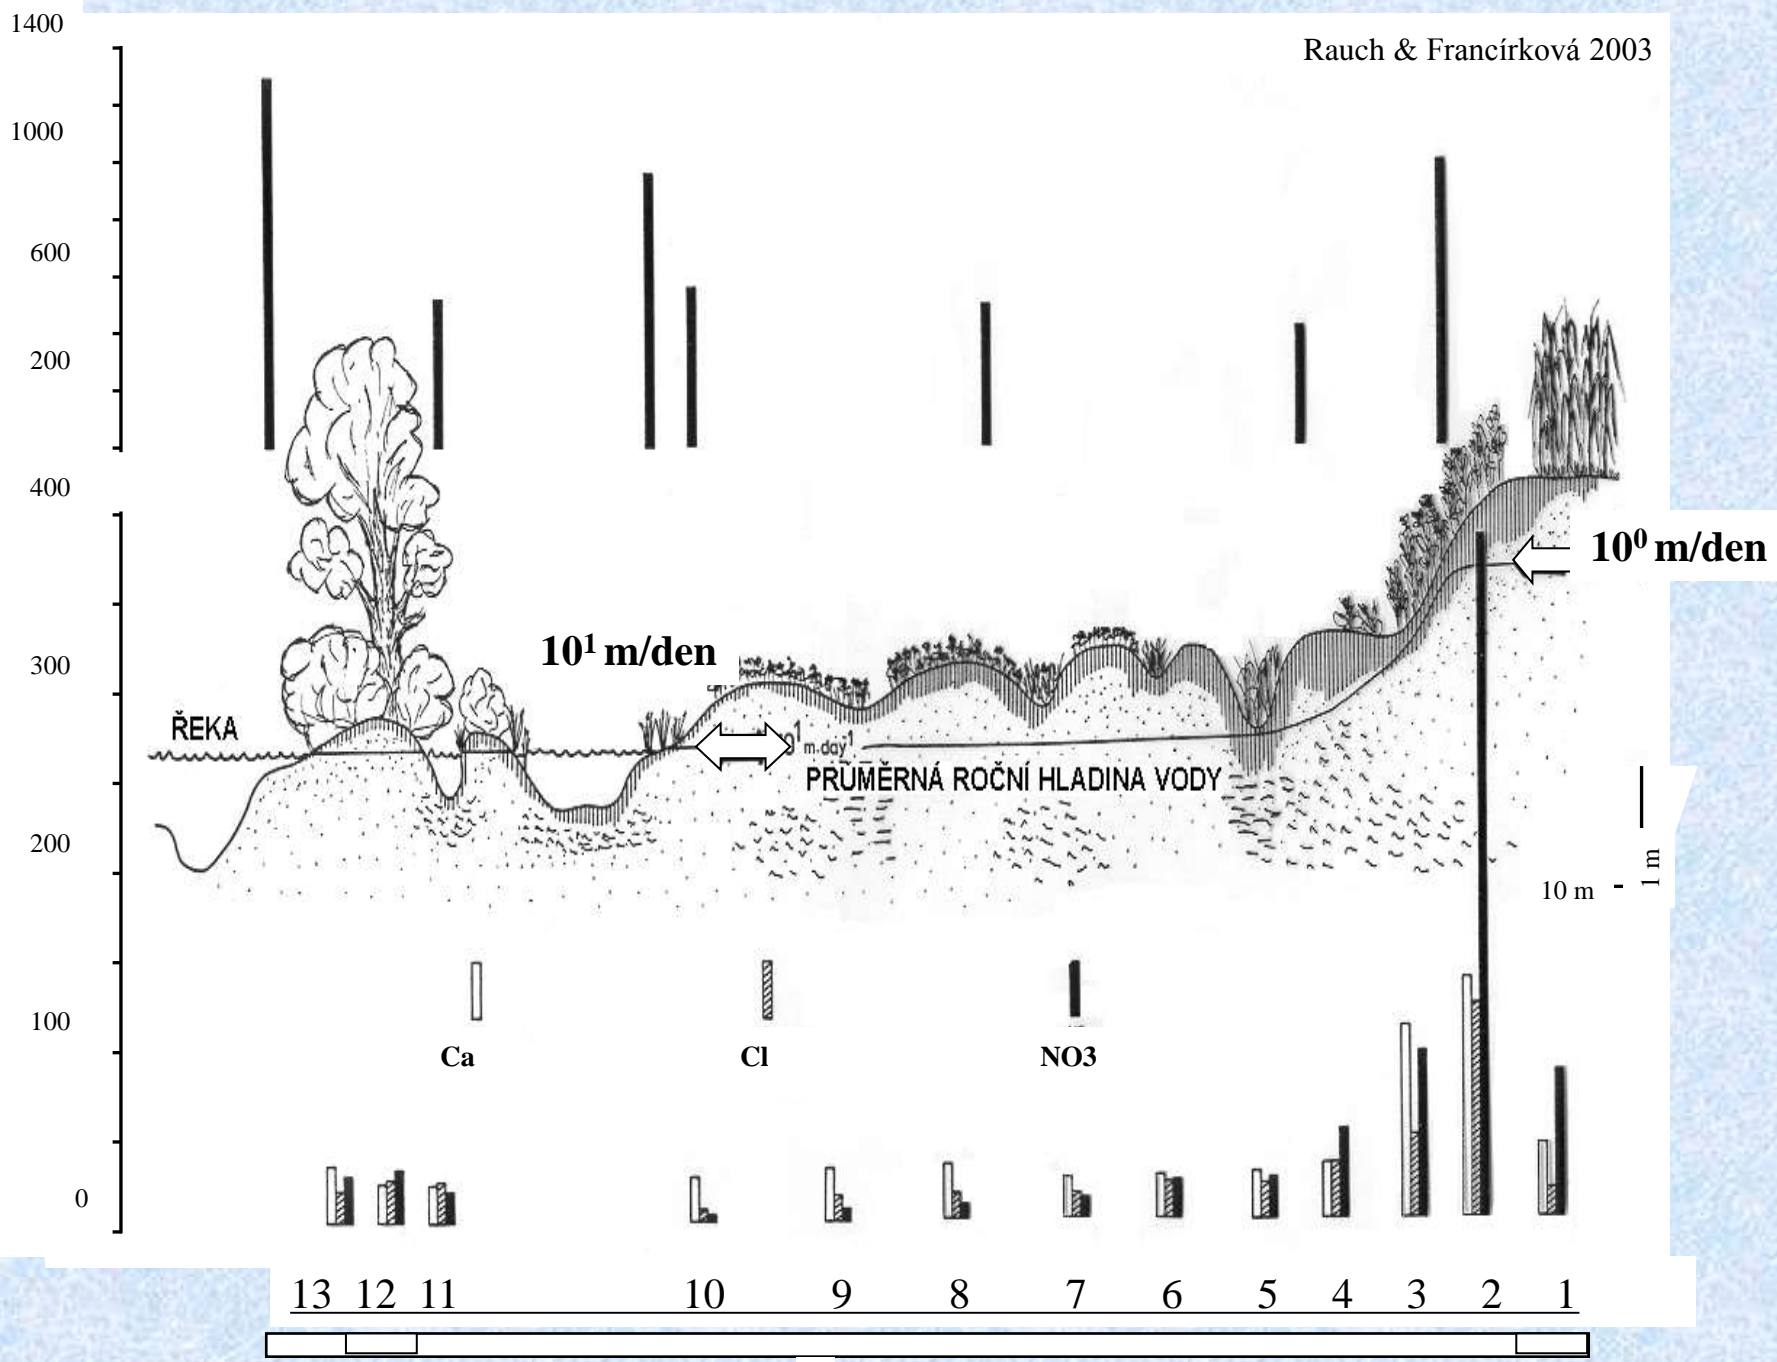 1400
Rauch & Francírková 2003
1000
600
200
400
10⁰ m/den
10¹ m/den
300
ŘEKA
m.day¹
PRŮMĚRNÁ ROČNÍ HLADINA VODY
200
10 m
1 m
100
Ca
Cl
NO3
0
13 12 11 10 9 8 7 6 5 4 3 2 1